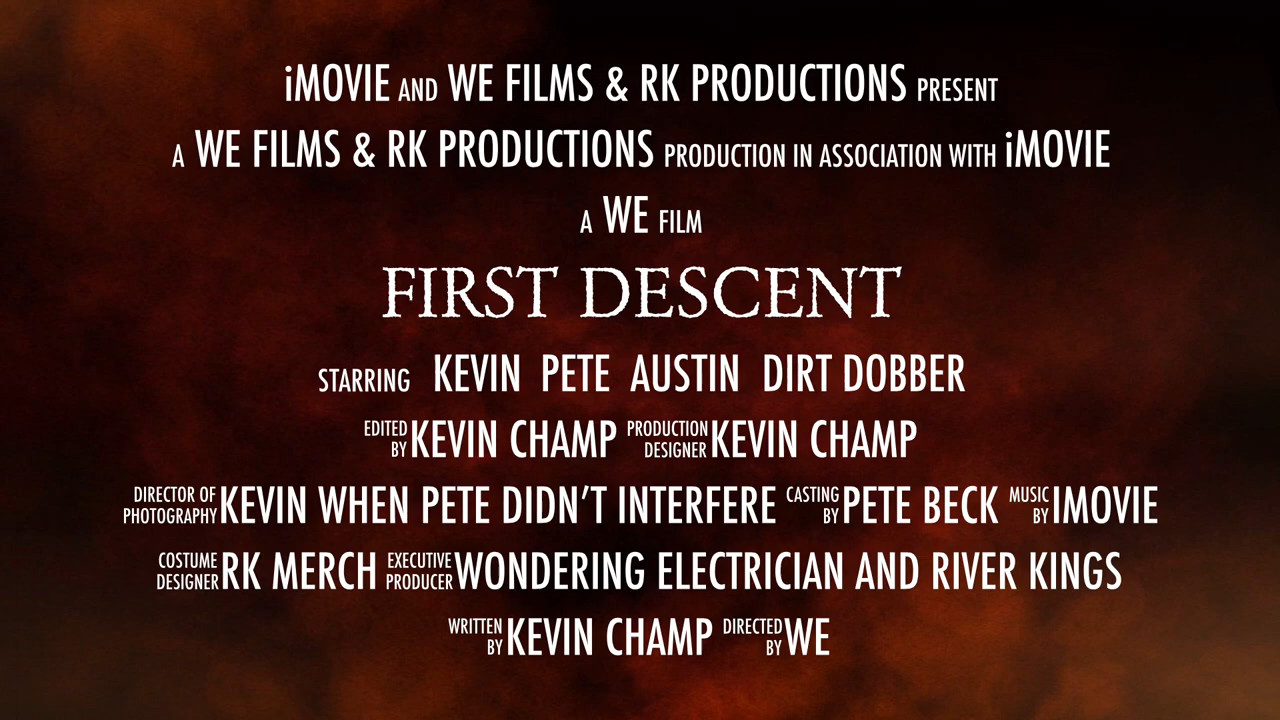 iMOVIE AND WE FILMS & RK PRODUCTIONS PRESENT
A WE FILMS & RK PRODUCTIONS PRODUCTION IN ASSOCIATION WITH iMOVIE
A WE FILM
FIRST DESCENT
STARRING KEVIN PETE AUSTIN DIRT DOBBER
EDITED BY KEVIN CHAMP PRODUCTION DESIGNER KEVIN CHAMP
DIRECTOR OF PHOTOGRAPHY KEVIN WHEN PETE DIDN'T INTERFERE CASTING BY PETE BECK MUSIC BY IMOVIE
COSTUME DESIGNER RK MERCH EXECUTIVE PRODUCER WONDERING ELECTRICIAN AND RIVER KINGS
WRITTEN BY KEVIN CHAMP DIRECTED BY WE